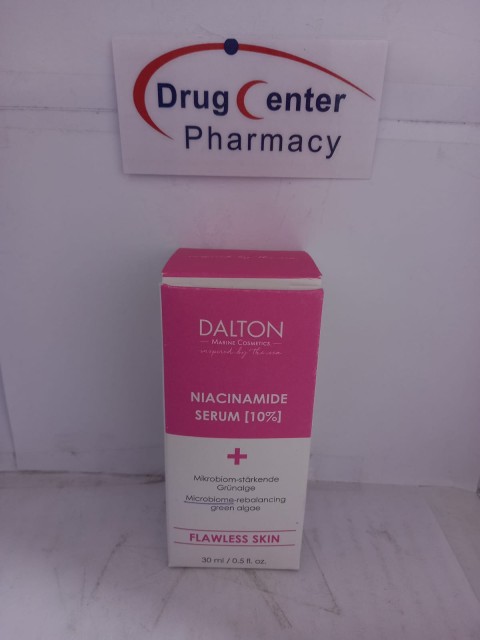 Drug Center
Pharmacy
DALTON
MARINE COSMETICS
inspired by the sea
NIACINAMIDE
SERUM [10%]
+
Mikrobiom-stärkende
Grünalge
Microbiome-rebalancing
green algae
FLAWLESS SKIN
30 ml / 0.5 fl. oz.